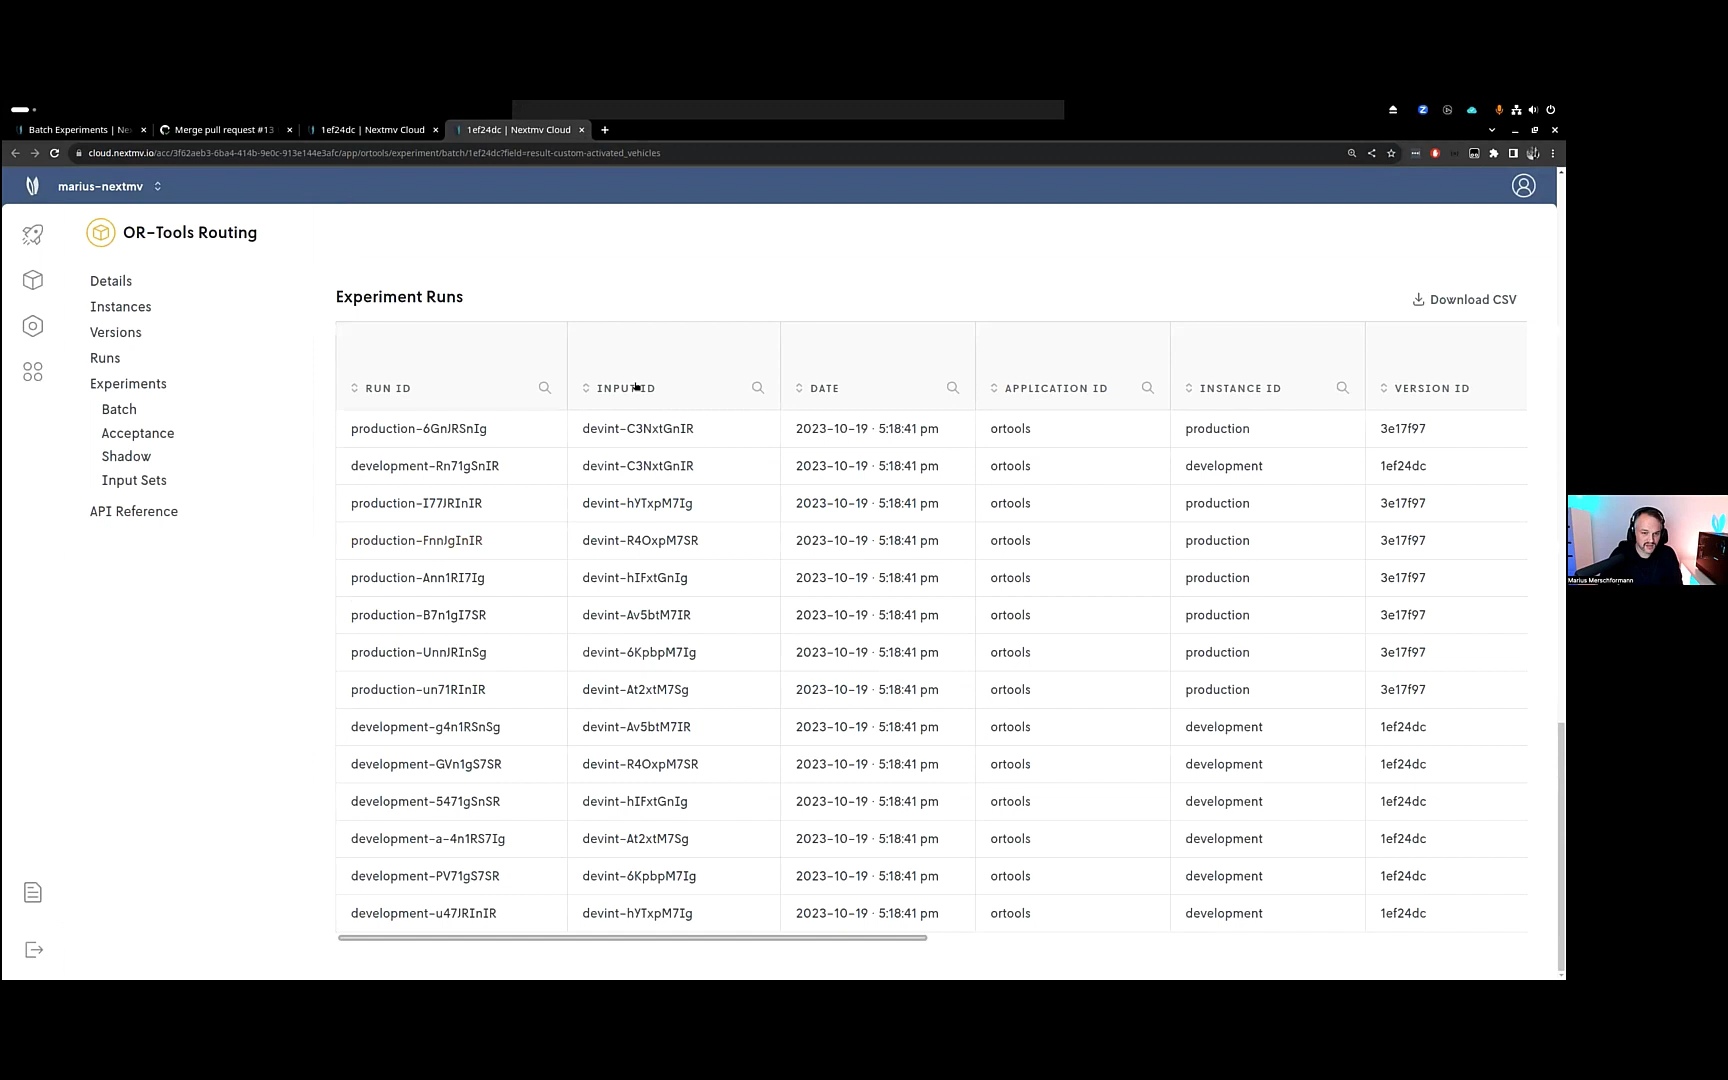 Batch Experiments | Ne
Merge pull request #13
1ef24dc | Nextmv Cloud
1ef24dc | Nextmv Cloud
cloud.nextmv.io/acc/3f62aeb3-6ba4-414b-9e0c-913e144e3afc/app/ortools/experiment/batch/1ef24dc?field=result-custom-activated_vehicles
marius-nextmv
OR-Tools Routing
Details
Instances
Versions
Runs
Experiments
Batch
Acceptance
Shadow
Input Sets
API Reference
Experiment Runs
Download CSV
RUN ID INPUT ID DATE APPLICATION ID INSTANCE ID VERSION ID
production-6GnJRSnIg devint-C3NxtGnIR 2023-10-19 · 5:18:41 pm ortools production 3e17f97
development-Rn71gSnIR devint-C3NxtGnIR 2023-10-19 · 5:18:41 pm ortools development 1ef24dc
production-I77JRInIR devint-hYTxpM7Ig 2023-10-19 · 5:18:41 pm ortools production 3e17f97
production-FnnJgInIR devint-R4OxpM7SR 2023-10-19 · 5:18:41 pm ortools production 3e17f97
production-Ann1RI7Ig devint-hIFxtGnIg 2023-10-19 · 5:18:41 pm ortools production 3e17f97
production-B7n1gI7SR devint-Av5btM7IR 2023-10-19 · 5:18:41 pm ortools production 3e17f97
production-UnnJRInSg devint-6KpbpM7Ig 2023-10-19 · 5:18:41 pm ortools production 3e17f97
production-un71RInIR devint-At2xtM7Sg 2023-10-19 · 5:18:41 pm ortools production 3e17f97
development-g4n1RSnSg devint-Av5btM7IR 2023-10-19 · 5:18:41 pm ortools development 1ef24dc
development-GVn1gS7SR devint-R4OxpM7SR 2023-10-19 · 5:18:41 pm ortools development 1ef24dc
development-5471gSnSR devint-hIFxtGnIg 2023-10-19 · 5:18:41 pm ortools development 1ef24dc
development-a-4n1RS7Ig devint-At2xtM7Sg 2023-10-19 · 5:18:41 pm ortools development 1ef24dc
development-PV71gS7SR devint-6KpbpM7Ig 2023-10-19 · 5:18:41 pm ortools development 1ef24dc
development-u47JRInIR devint-hYTxpM7Ig 2023-10-19 · 5:18:41 pm ortools development 1ef24dc
Marius Merschformann